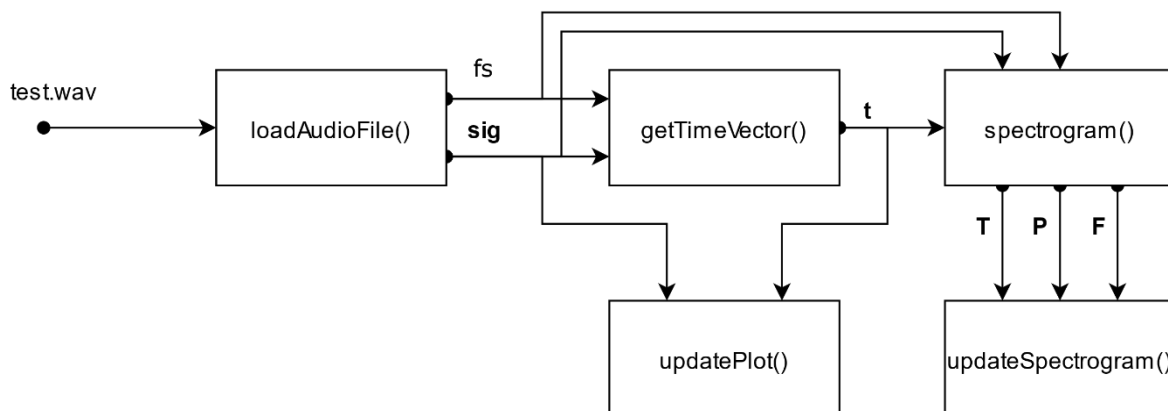 fs
test.wav
loadAudioFile()
sig
getTimeVector()
t
spectrogram()
T
P
F
updatePlot()
updateSpectrogram()